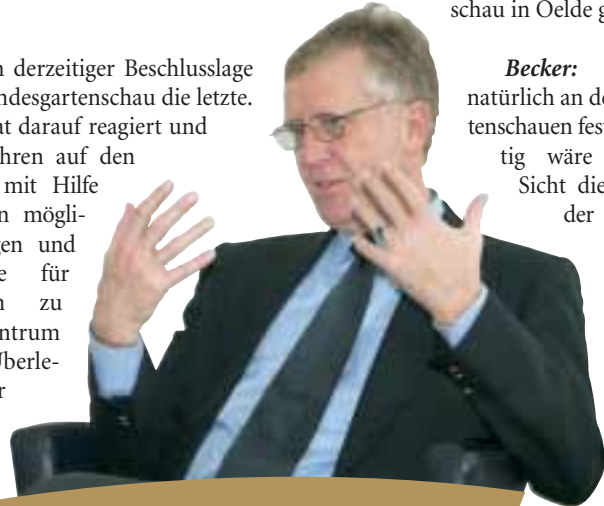 n derzeitiger Beschlusslage
ndesgartenschau die letzte.
at darauf reagiert und
hren auf den
mit Hilfe
n mögli-
gen und
e für
n zu
ntrum
Überle-
r
schau in Oelde g
Becker:
natürlich an de
tenschauen fest
tig wäre
Sicht die
der